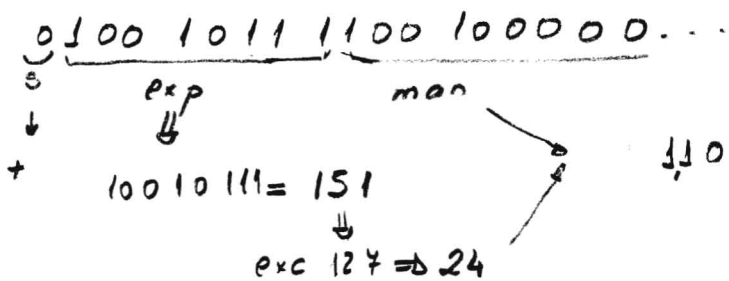 0100 1011 1100 100000...
s exp man
+ 1,10
10010111 = 151
exc 127 => 24